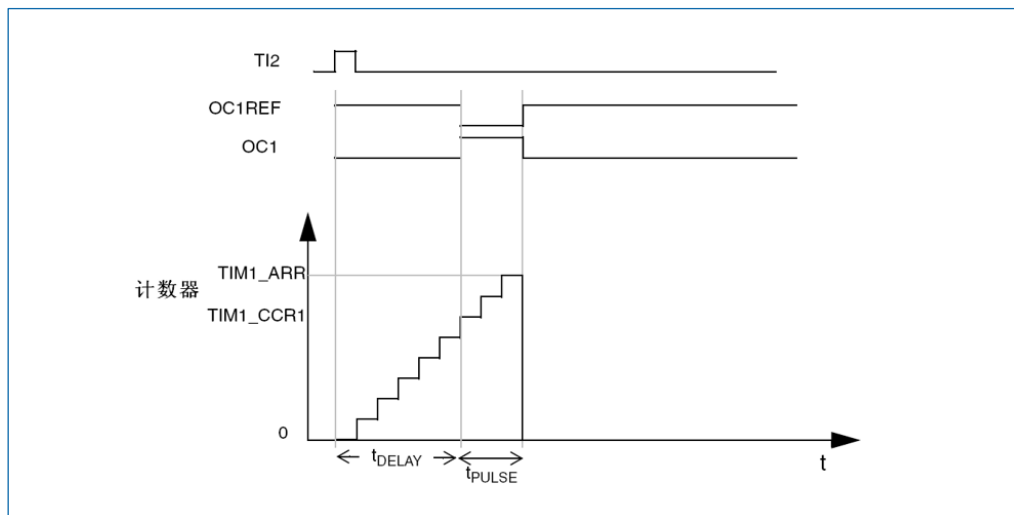 TI2
OC1REF
OC1
TIM1_ARR
计数器
TIM1_CCR1
0
tDELAY
tPULSE
t